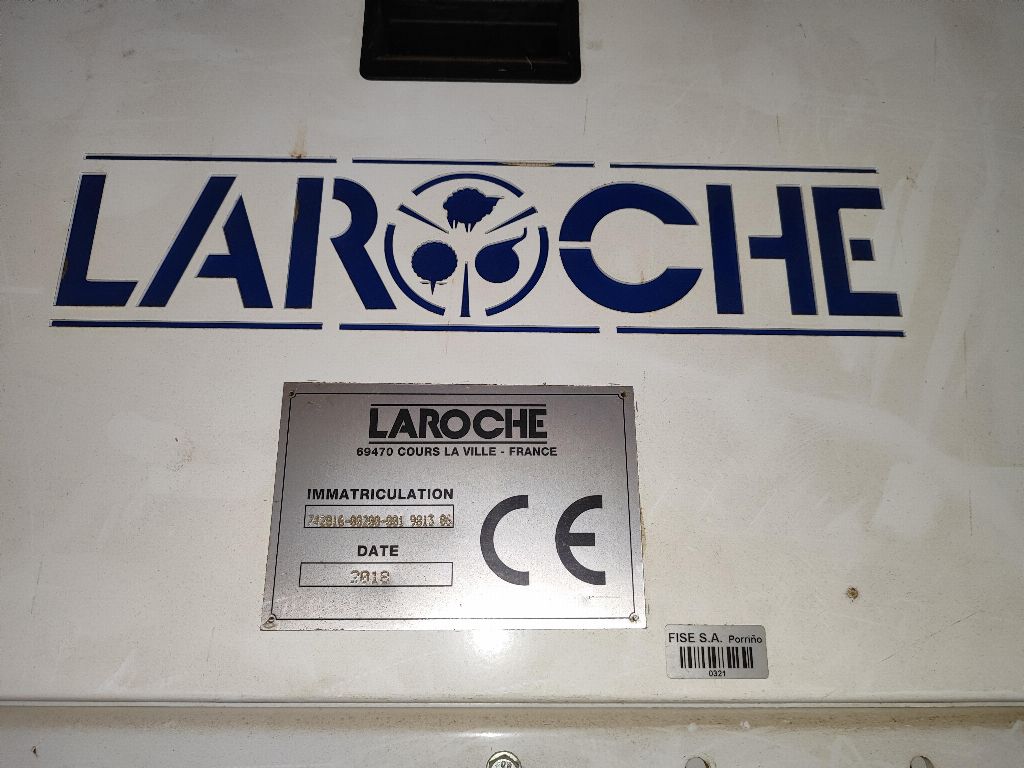 LAROCHE
LAROCHE
69470 COURS LA VILLE - FRANCE
IMMATRICULATION
DATE
2018
CE
FISE S.A. Porriño
0321